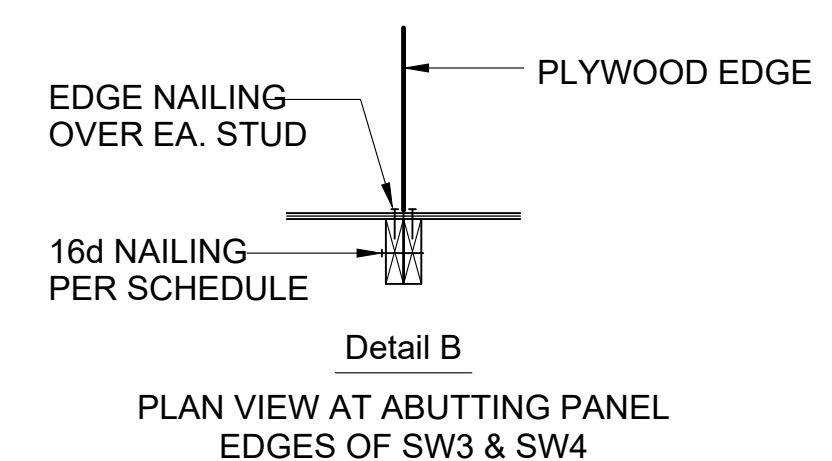 PLYWOOD EDGE
EDGE NAILING
OVER EA. STUD
16d NAILING
PER SCHEDULE
Detail B
PLAN VIEW AT ABUTTING PANEL
EDGES OF SW3 & SW4